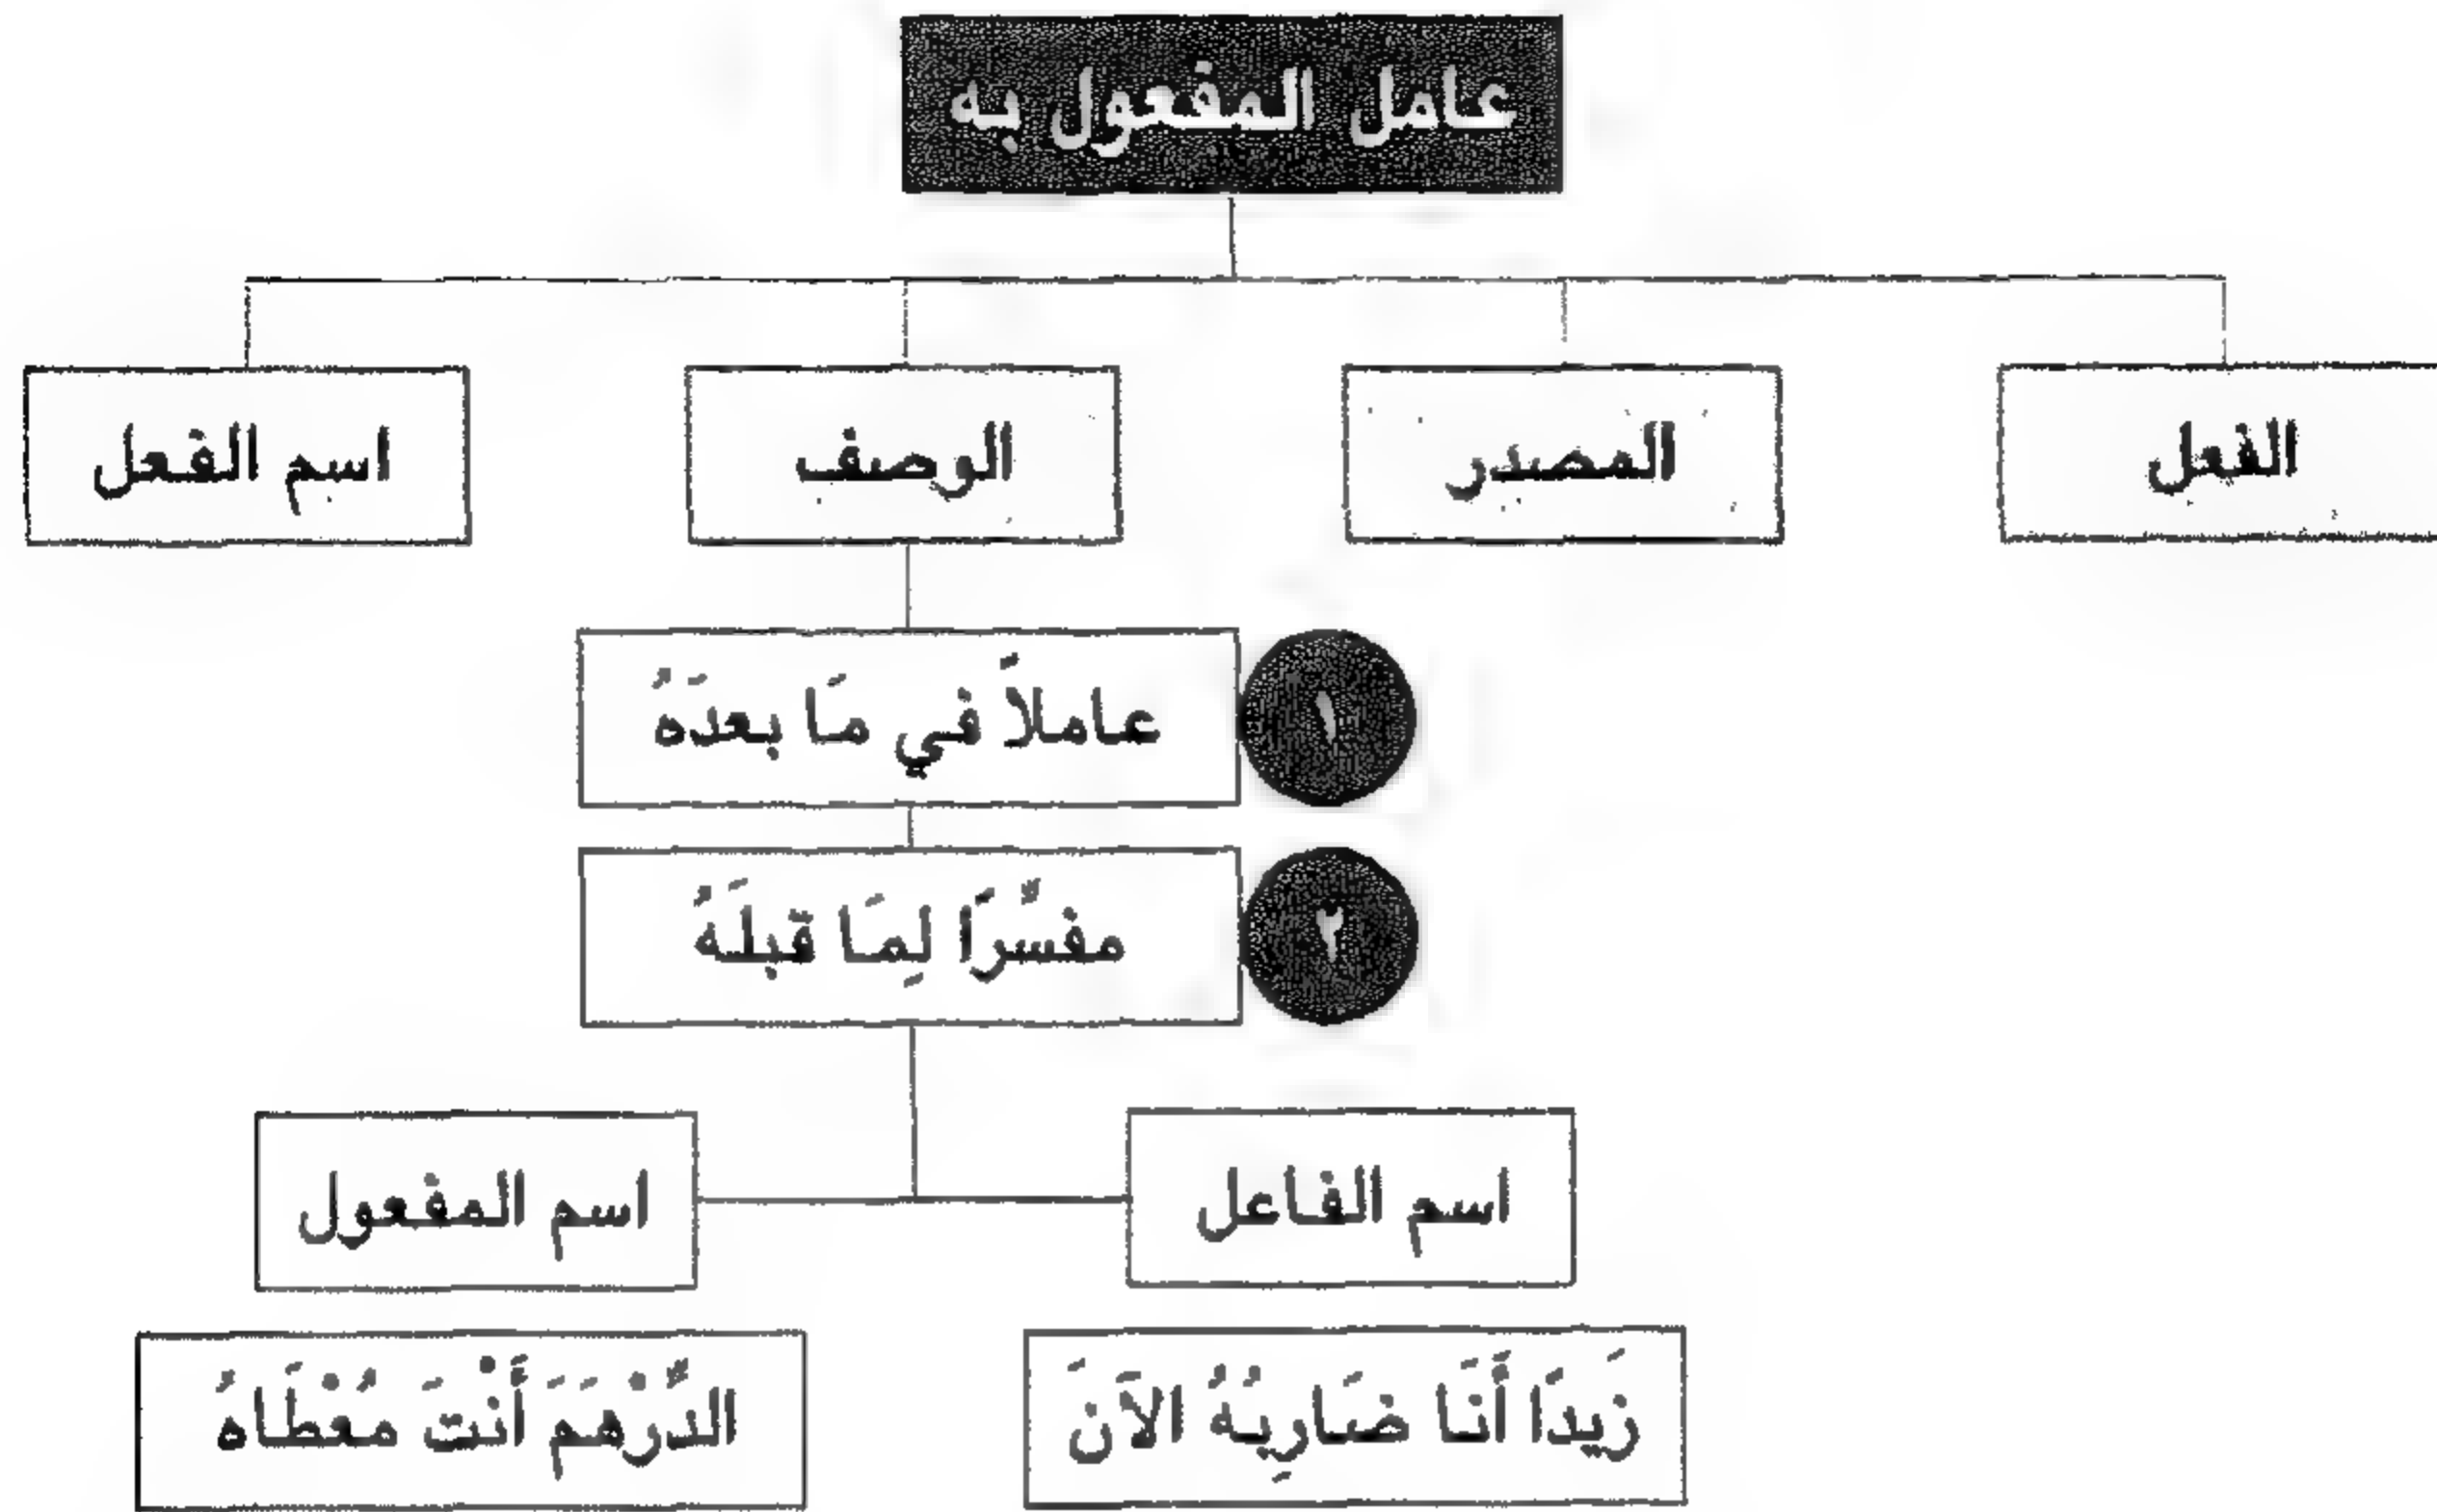 عامل المفعول به
الفعل
المصدر
الوصف
اسم الفعل
١
عاملاً في مَا بعدَهُ
٢
مفسِّرًا لِمَا قبلَهُ
اسم الفاعل
اسم المفعول
زَيدًا أَنَا ضَارِبُهُ الآنَ
الدِّرْهَمَ أَنْتَ مُعْطَاهُ